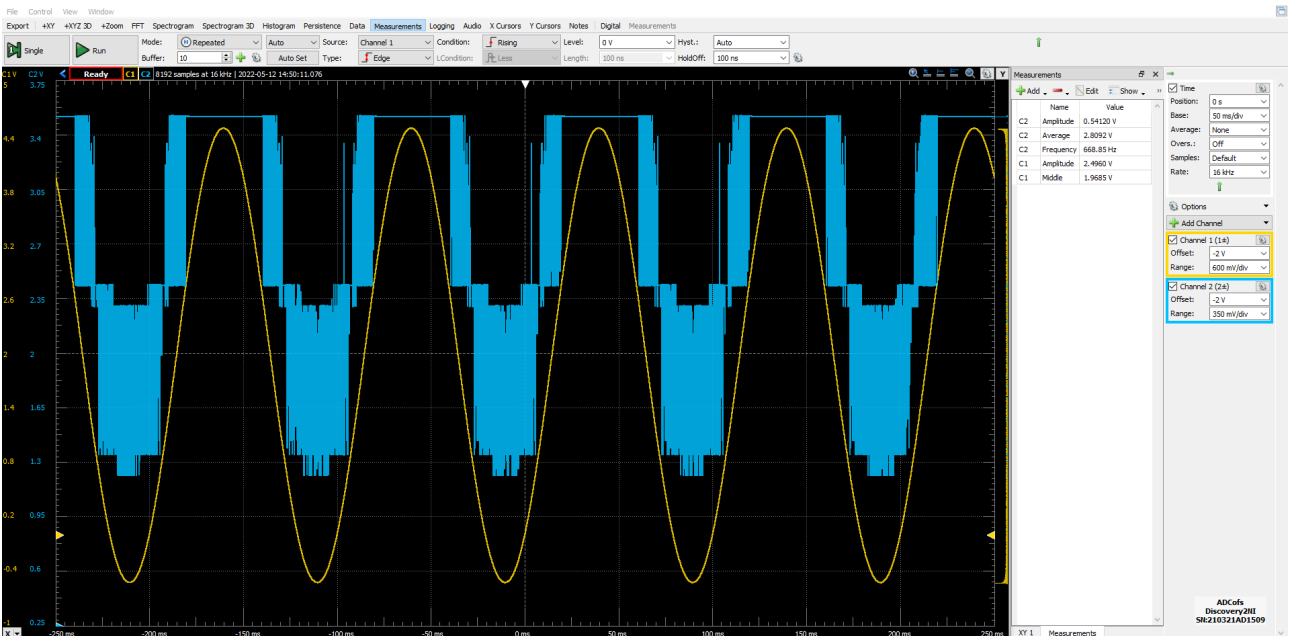 File Control View Window
Export +XY +XYZ 3D +Zoom FFT Spectrogram Spectrogram 3D Histogram Persistence Data Measurements Logging Audio X Cursors Y Cursors Notes Digital Measurements
Single Run Mode: Repeated Auto Source: Channel 1 Condition: Rising Level: 0 V Hyst.: Auto
Buffer: 10 Auto Set Type: Edge LCondition: Less Length: 100 ns HoldOff: 100 ns
C1 V C2 V Ready C1 C2 8192 samples at 16 kHz | 2022-05-12 14:50:11.076 Y
5 3.75
4.4 3.4
3.8 3.05
3.2 2.7
2.6 2.35
2 2
1.4 1.65
0.8 1.3
0.2 0.95
-0.4 0.6
-1 0.25
X -250 ms -200 ms -150 ms -100 ms -50 ms 0 ms 50 ms 100 ms 150 ms 200 ms 250 ms
Measurements
Add Edit Show
Name Value
C2 Amplitude 0.54120 V
C2 Average 2.8092 V
C2 Frequency 668.85 Hz
C1 Amplitude 2.4960 V
C1 Middle 1.9685 V
XY 1 Measurements
Time
Position: 0 s
Base: 50 ms/div
Average: None
Overs.: Off
Samples: Default
Rate: 16 kHz
Options
Add Channel
Channel 1 (1±)
Offset: -2 V
Range: 600 mV/div
Channel 2 (2±)
Offset: -2 V
Range: 350 mV/div
ADCofs
Discovery2NI
SN:210321AD1509